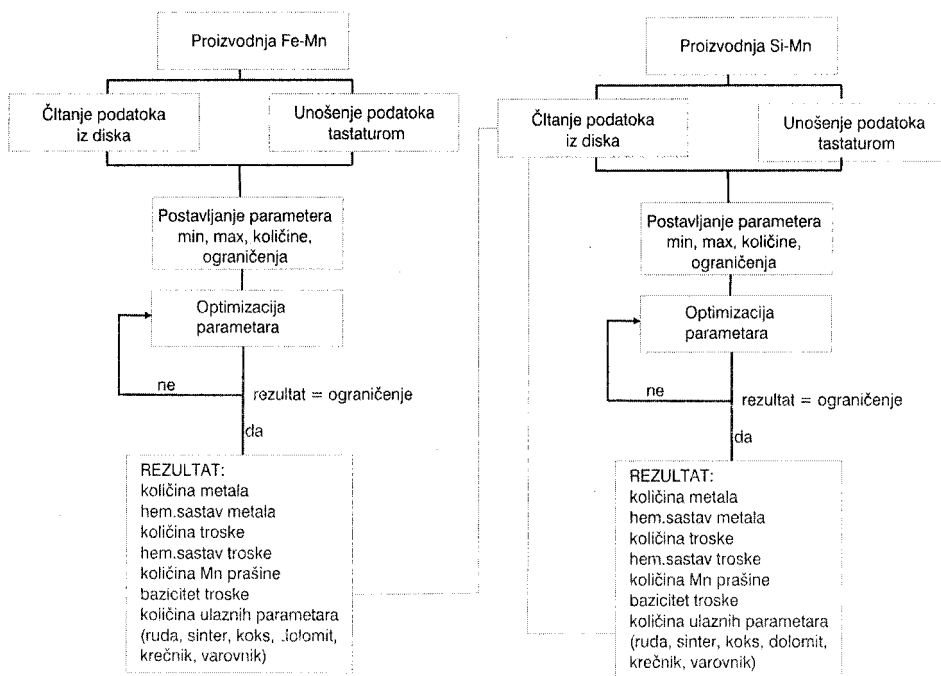 Proizvodnja Fe-Mn
Čltanje podatoka
iz diska
Unošenje podatoka
tastaturom
Postavljanje parametera
min, max, količine,
ograničenja
Optimizacija
parametara
ne
rezultat = ograničenje
da
REZULTAT:
količina metala
hem.sastav metala
količina troske
hem.sastav troske
količina Mn prašine
bazicitet troske
količina ulaznih parametara
(ruda, sinter, koks, dolomit,
krečnik, varovnik)
Proizvodnja Si-Mn
Čltanje podatoka
iz diska
Unošenje podatoka
tastaturom
Postavljanje parametera
min, max, količine,
ograničenja
Optimizacija
parametara
ne
rezultat = ograničenje
da
REZULTAT:
količina metala
hem.sastav metala
količina troske
hem.sastav troske
količina Mn prašine
bazicitet troske
količina ulaznih parametara
(ruda, sinter, koks, dolomit,
krečnik, varovnik)